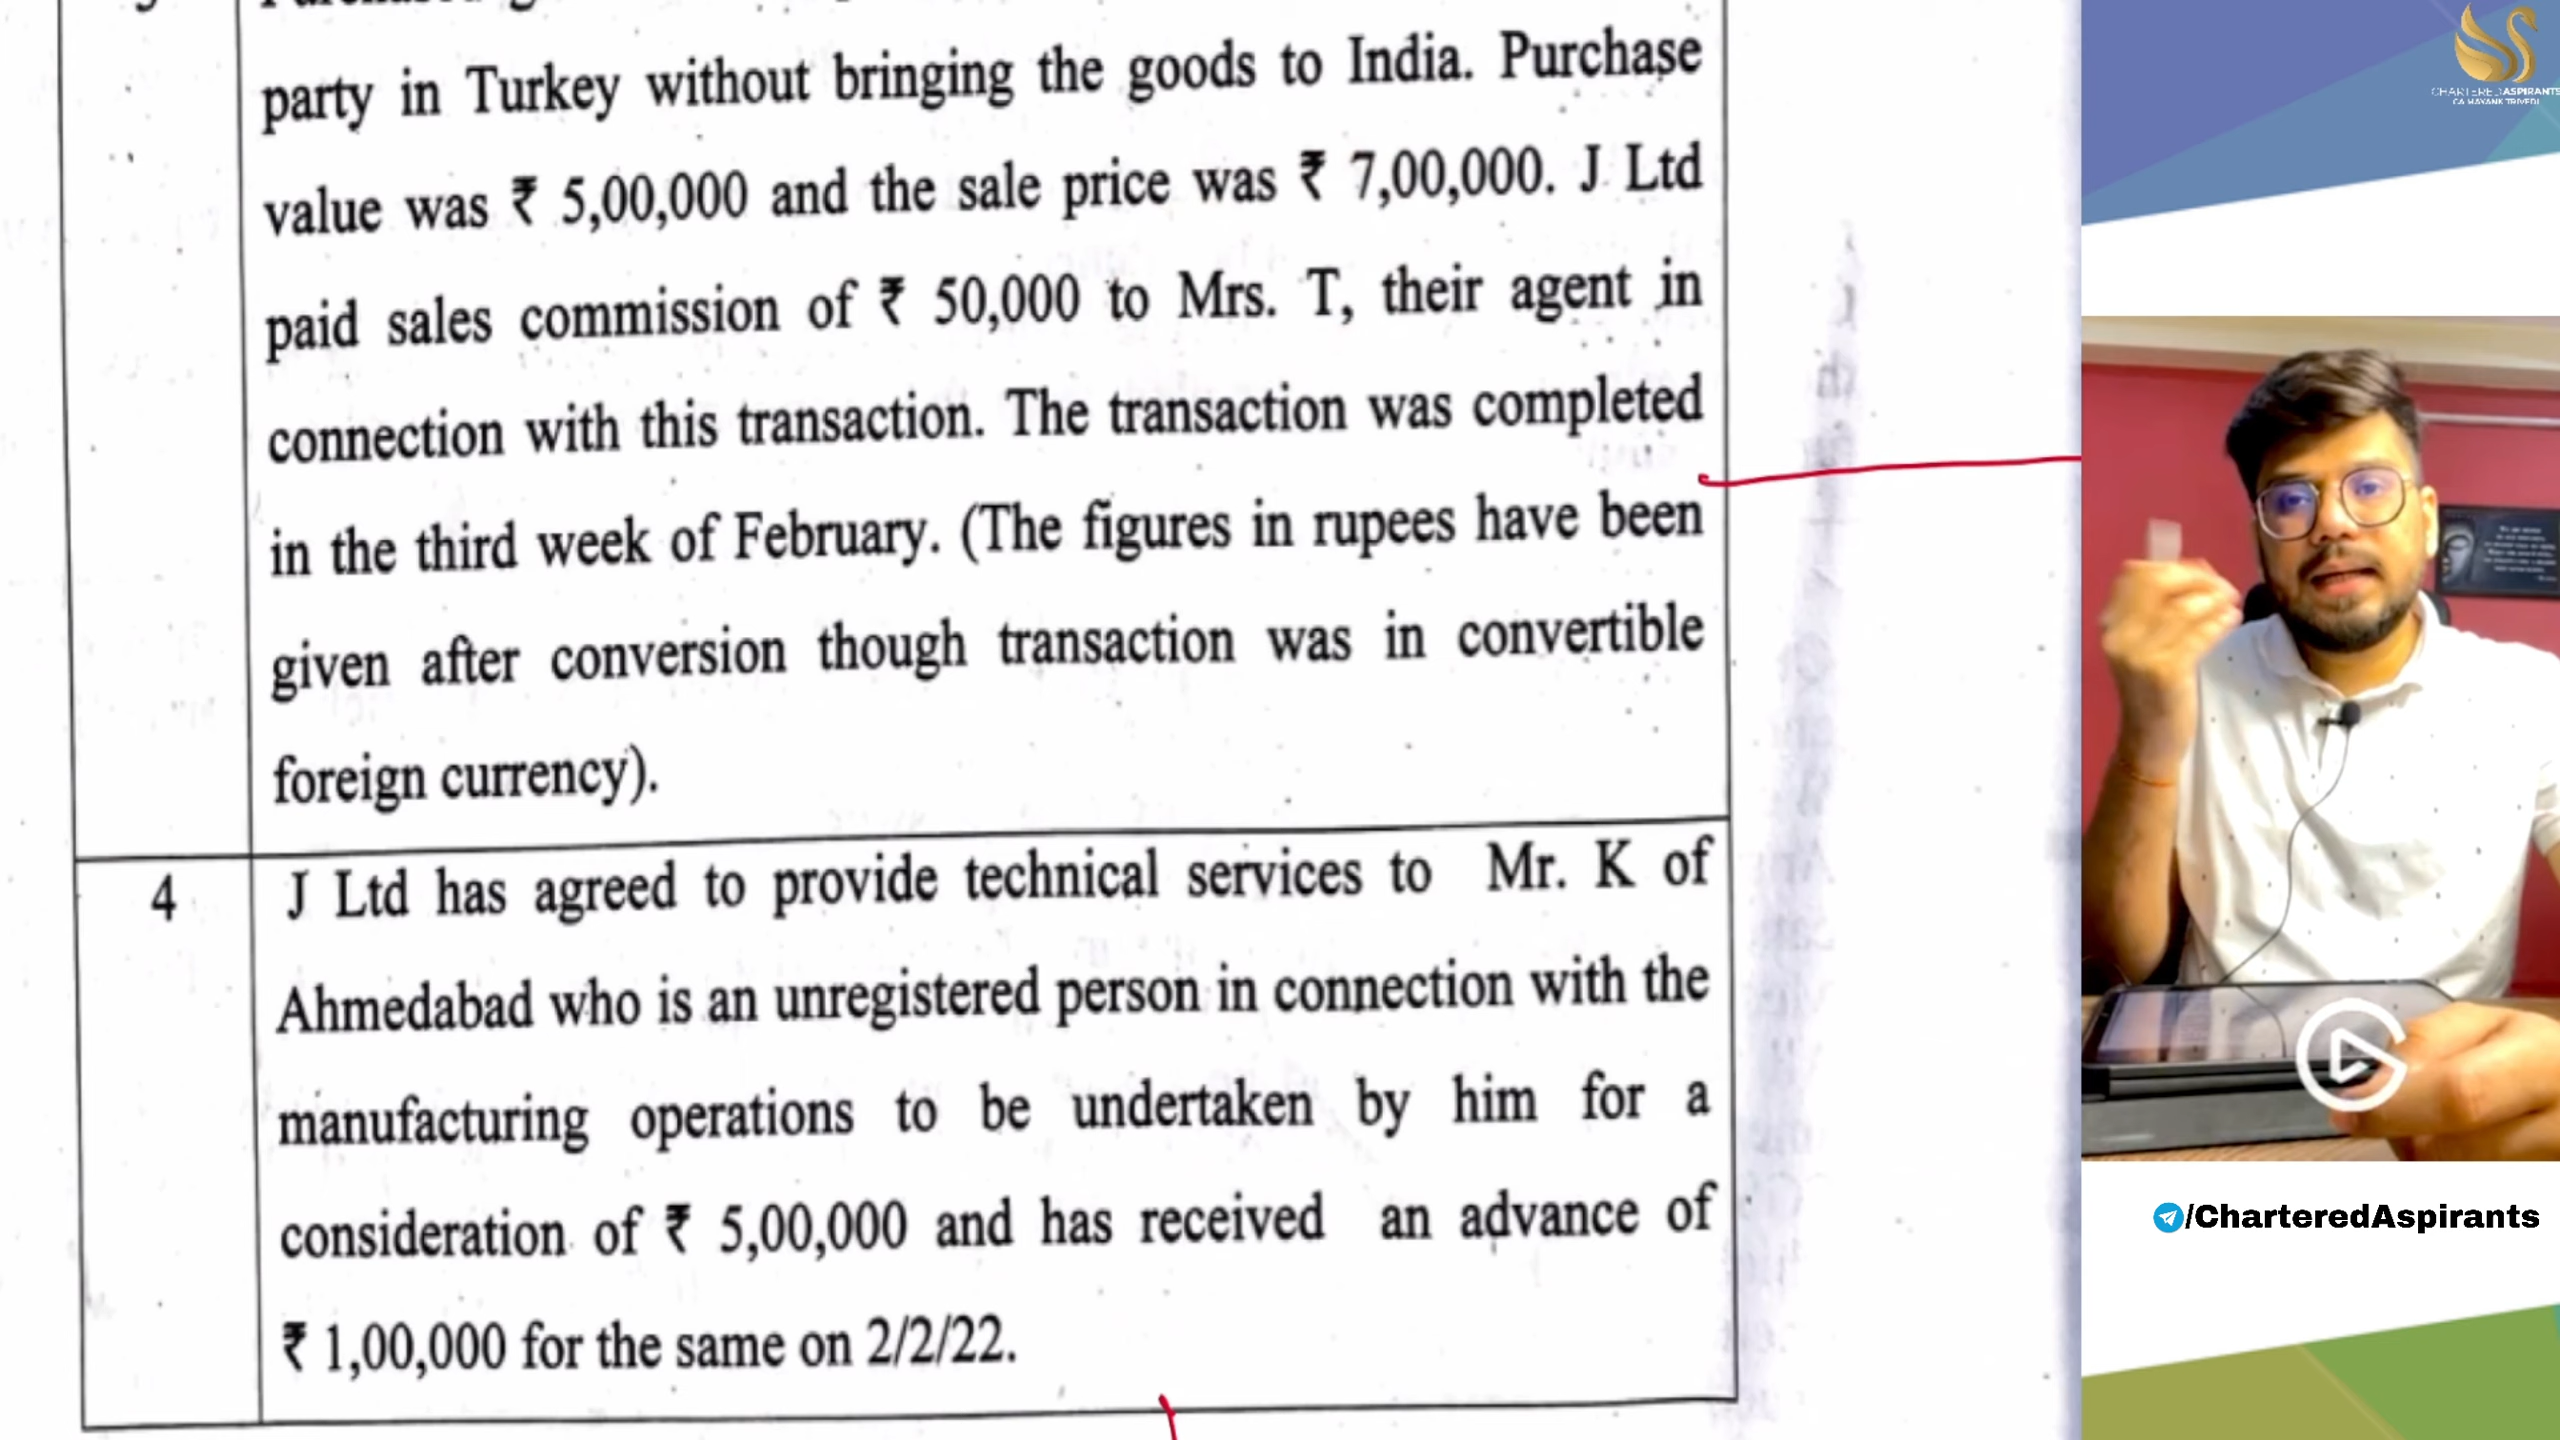 party in Turkey without bringing the goods to India. Purchase
value was ₹ 5,00,000 and the sale price was ₹ 7,00,000. J Ltd
paid sales commission of ₹ 50,000 to Mrs. T, their agent in
connection with this transaction. The transaction was completed
in the third week of February. (The figures in rupees have been
given after conversion though transaction was in convertible
foreign currency).
4
J Ltd has agreed to provide technical services to Mr. K of
Ahmedabad who is an unregistered person in connection with the
manufacturing operations to be undertaken by him for a
consideration of ₹ 5,00,000 and has received an advance of
₹ 1,00,000 for the same on 2/2/22.
CHARTERED ASPIRANTS
CA MAYANK TRIVEDI
/CharteredAspirants